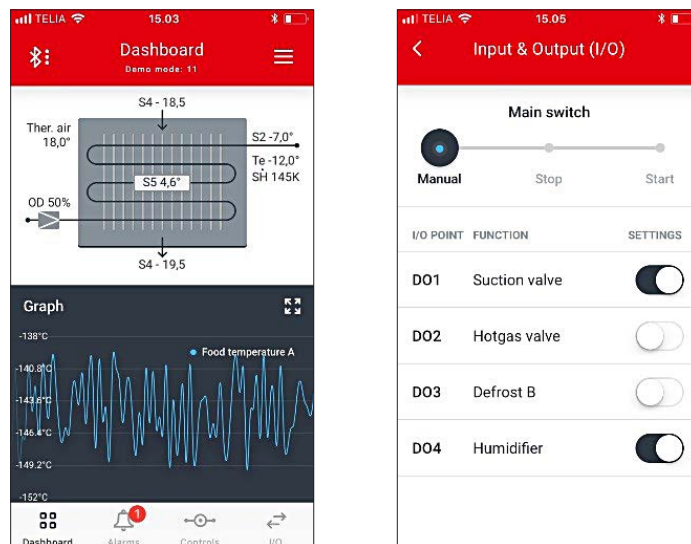 TELIA 15.03
Dashboard
Demo mode: 11
S4 - 18,5
Ther. air
18,0°
S2 -7,0°
Te -12,0°
SH 145K
S5 4,6°
OD 50%
S4 - 19,5
Graph
-138°C
Food temperature A
-140.8°C
-143.6°C
-146.4°C
-149.2°C
-152°C
1
Dashboard Alarms Controls I/O
TELIA 15.05
Input & Output (I/O)
Main switch
Manual Stop Start
I/O POINT FUNCTION SETTINGS
DO1 Suction valve
DO2 Hotgas valve
DO3 Defrost B
DO4 Humidifier